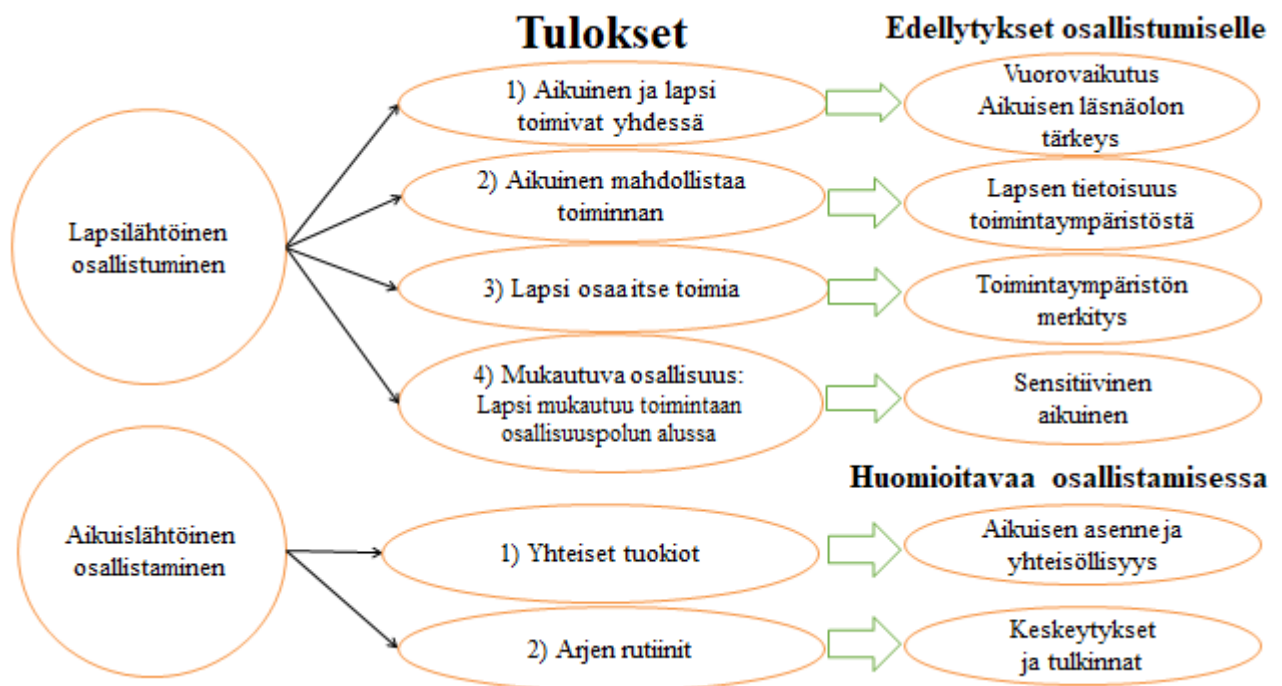 Tulokset
Edellytykset osallistumiselle
Lapsilähtöinen
osallistuminen
1) Aikuinen ja lapsi
toimivat yhdessä
Vuorovaikutus
Aikuisen läsnäolon
tärkeys
2) Aikuinen mahdollistaa
toiminnan
Lapsen tietoisuus
toimintaympäristöstä
3) Lapsi osaa itse toimia
Toimintaympäristön
merkitys
4) Mukautuva osallisuus:
Lapsi mukautuu toimintaan
osallisuuspolun alussa
Sensitiivinen
aikuinen
Huomioitavaa osallistamisessa
Aikuislähtöinen
osallistaminen
1) Yhteiset tuokiot
Aikuisen asenne ja
yhteisöllisyys
2) Arjen rutiinit
Keskeytykset
ja tulkinnat